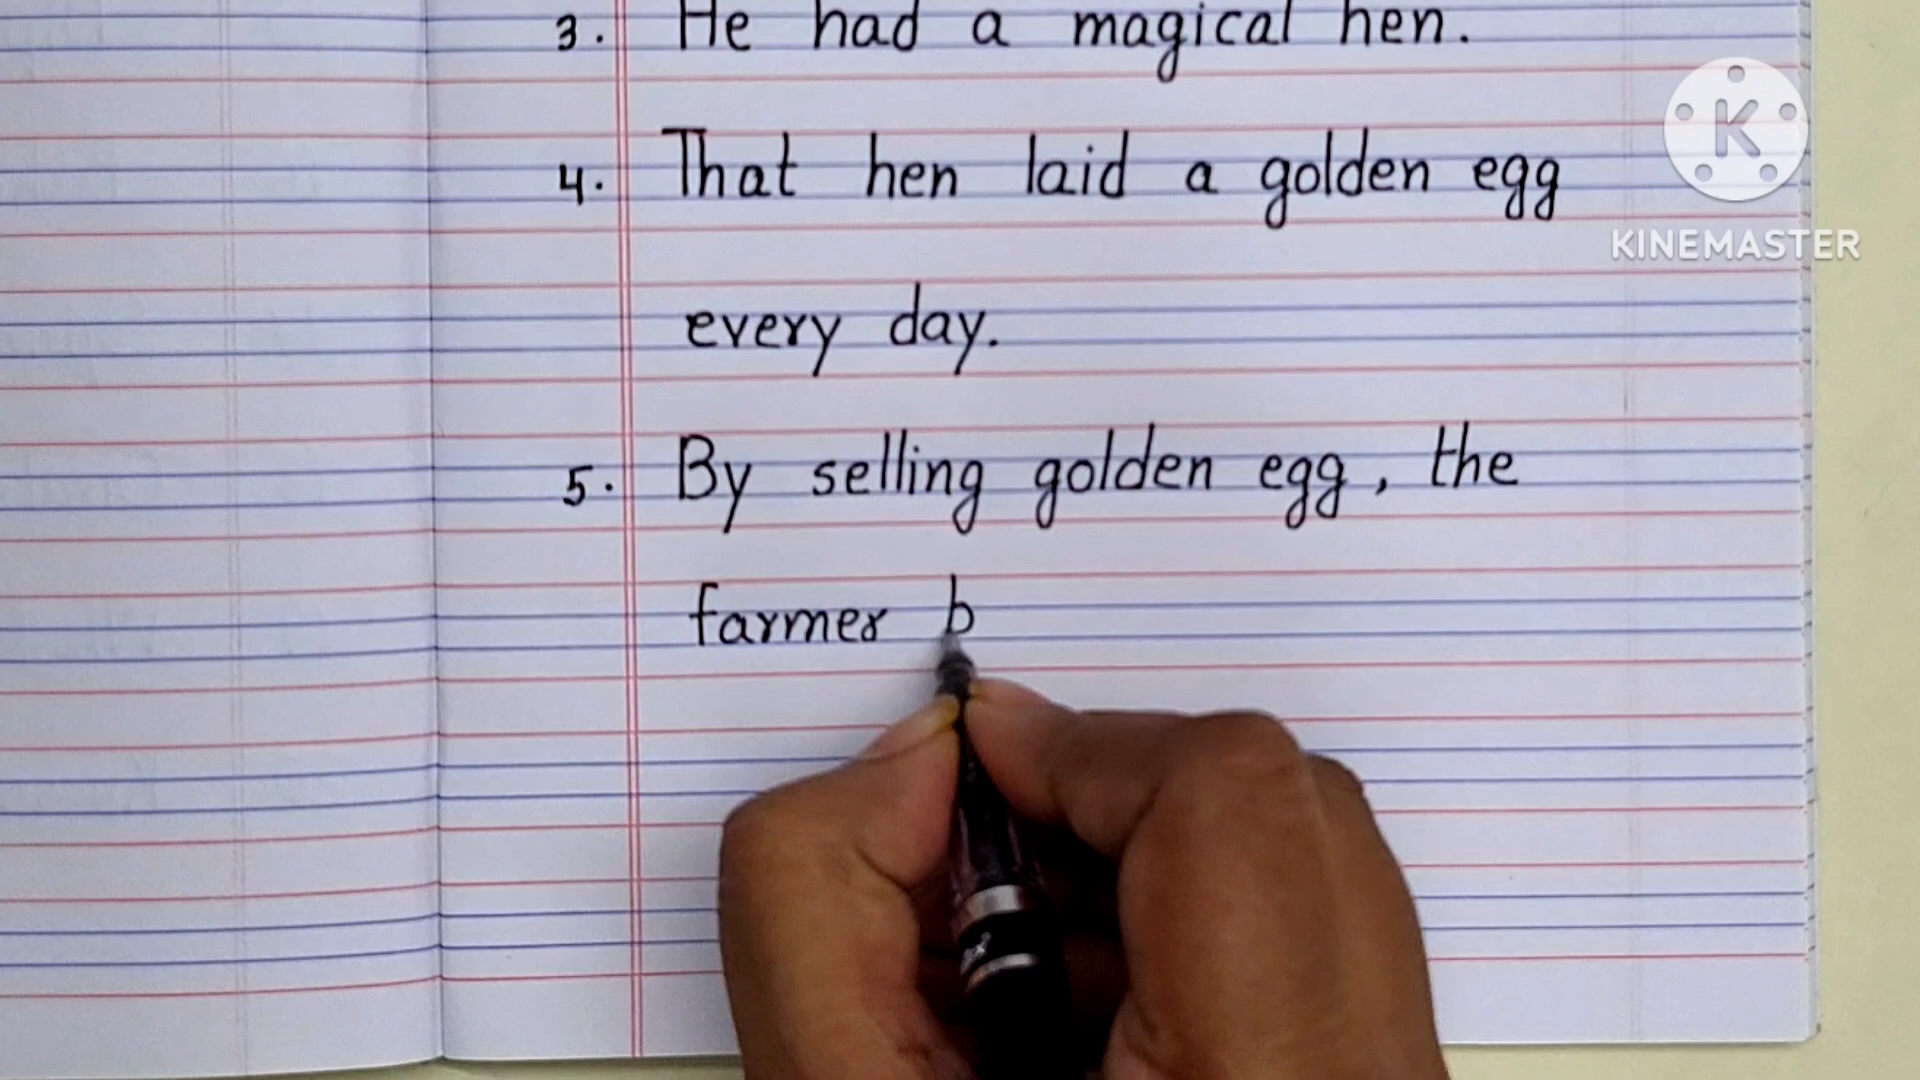 3. He had a magical hen.
4. That hen laid a golden egg
every day.
5. By selling golden egg, the
farmer b
K
KINEMASTER